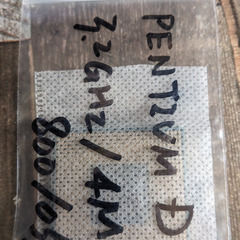 PENTIUM D
3,2GHz / 4M
800/05